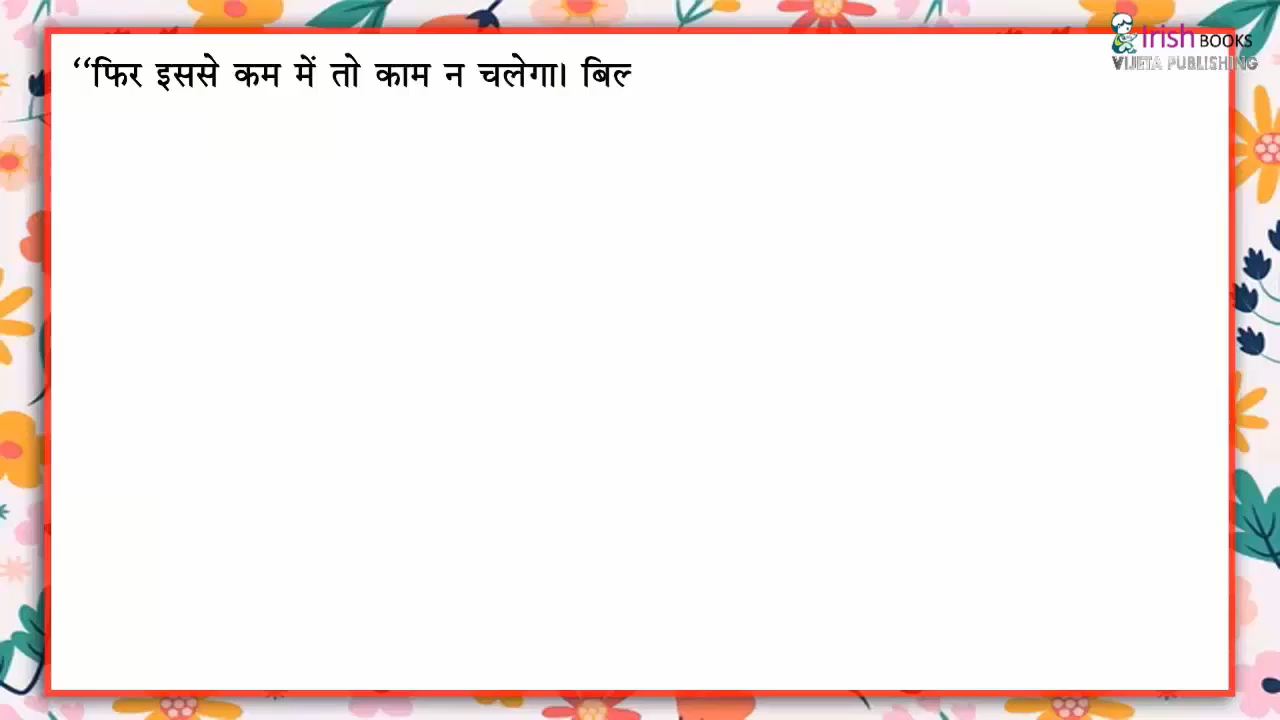 Irish BOOKS
VIJETA PUBLISHING
‘‘फिर इससे कम में तो काम न चलेगा। बिल्